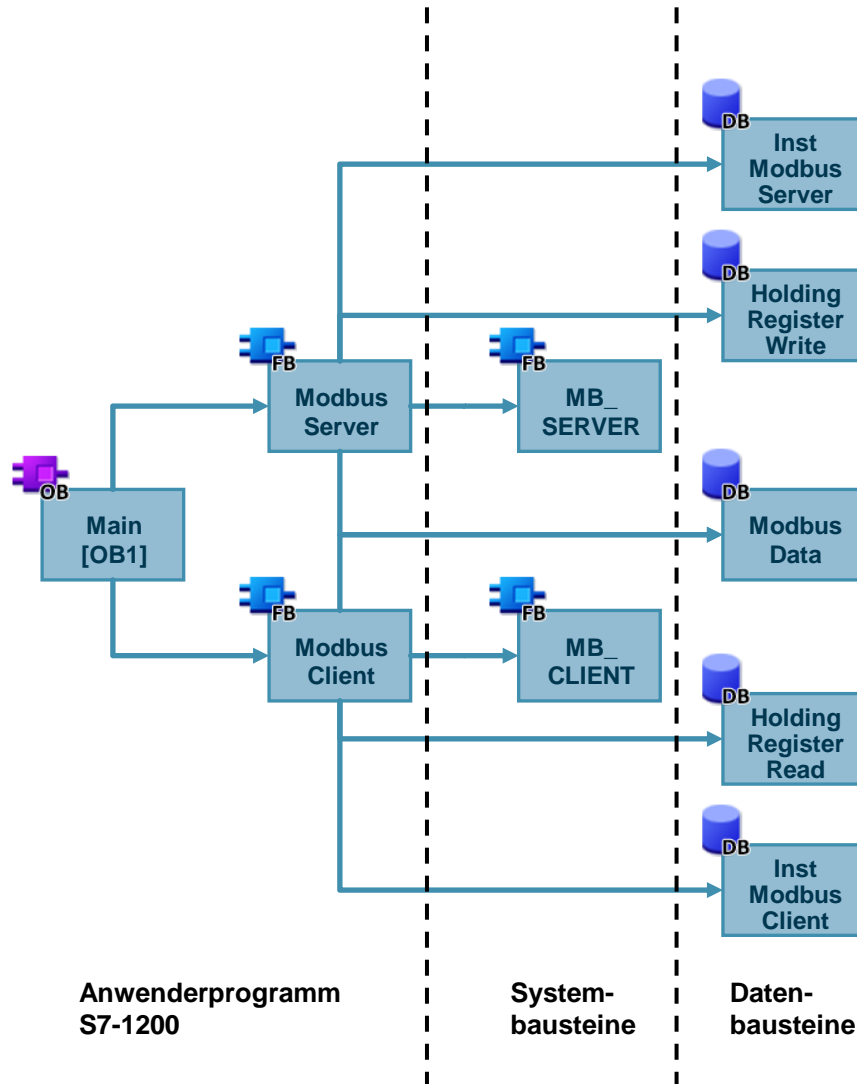 DB
Inst
Modbus
Server
DB
Holding
Register
Write
FB
Modbus
Server
FB
MB_
SERVER
OB
Main
[OB1]
DB
Modbus
Data
FB
Modbus
Client
FB
MB_
CLIENT
DB
Holding
Register
Read
DB
Inst
Modbus
Client
Anwenderprogramm
S7-1200
System-
bausteine
Daten-
bausteine